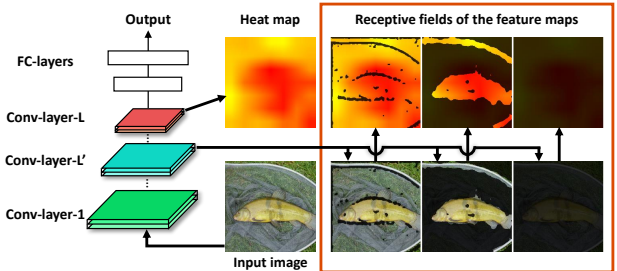 Output
Heat map
Receptive fields of the feature maps
FC-layers
Conv-layer-L
Conv-layer-L'
Conv-layer-1
Input image